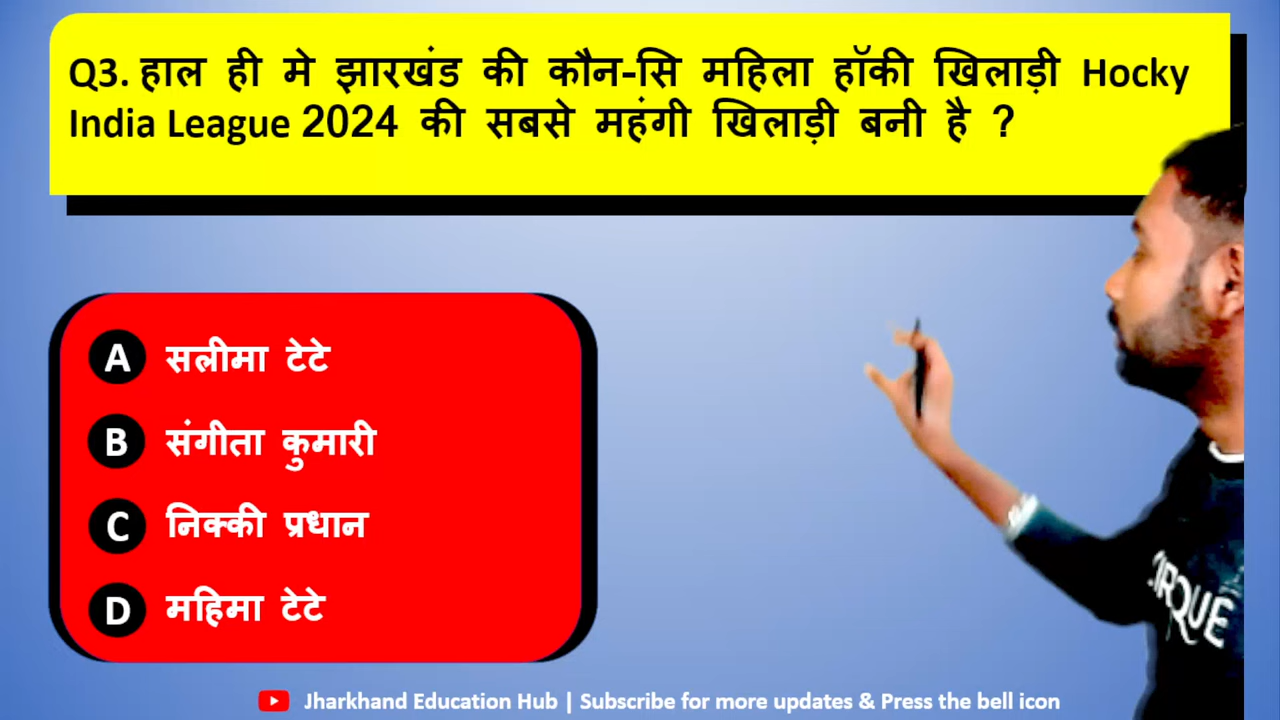 Q3. हाल ही मे झारखंड की कौन-सि महिला हॉकी खिलाड़ी Hocky
India League 2024 की सबसे महंगी खिलाड़ी बनी है ?
A सलीमा टेटे
B संगीता कुमारी
C निक्की प्रधान
D महिमा टेटे
IRQUE
Jharkhand Education Hub | Subscribe for more updates & Press the bell icon